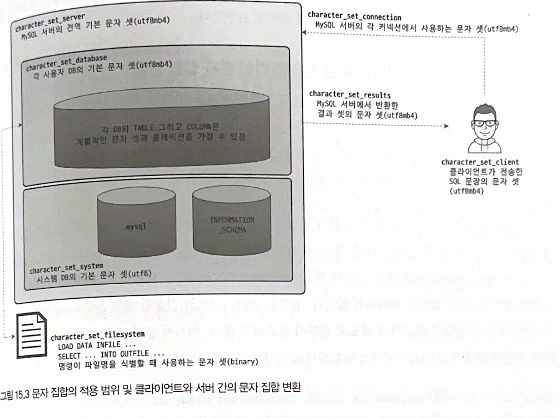 character_set_server
MySQL 서버의 전역 기본 문자 셋(utf8mb4)
character_set_database
각 사용자 DB의 기본 문자 셋(utf8mb4)
각 DB와 TABLE 그리고 COLUMN은
개별적인 문자 셋과 콜레이션을 가질 수 있음
mysql
INFORMATION
_SCHEMA
character_set_system
시스템 DB의 기본 문자 셋(utf8)
character_set_connection
MySQL 서버의 각 커넥션에서 사용하는 문자 셋(utf8mb4)
character_set_results
MySQL 서버에서 반환한
결과 셋의 문자 셋(utf8mb4)
character_set_client
클라이언트가 전송한
SQL 문장의 문자 셋
(utf8mb4)
character_set_filesystem
LOAD DATA INFILE ...
SELECT ... INTO OUTFILE ...
명령이 파일명을 식별할 때 사용하는 문자 셋(binary)
그림 15.3 문자 집합의 적용 범위 및 클라이언트와 서버 간의 문자 집합 변환